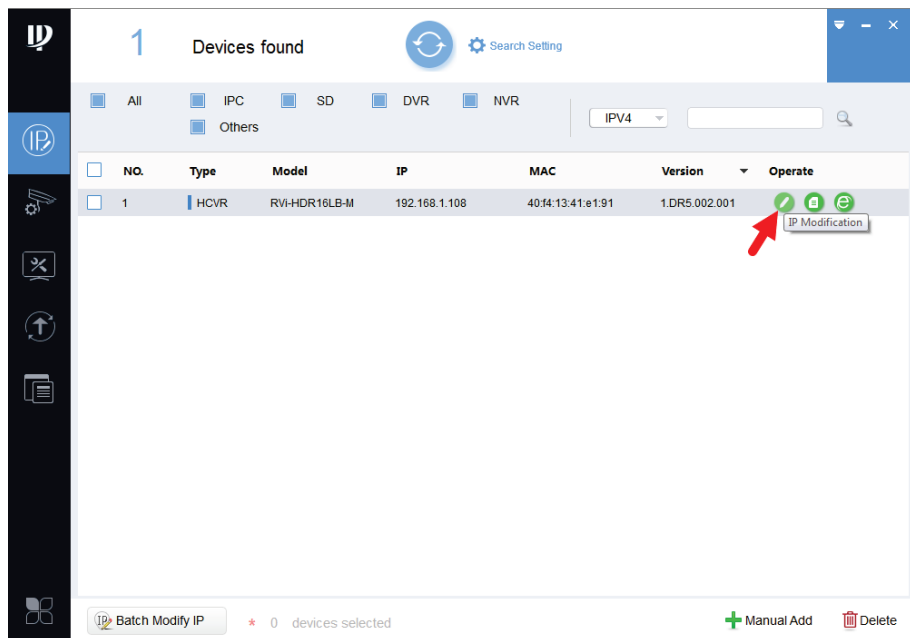 1 Devices found Search Setting
All IPC SD DVR NVR
Others
IPV4
NO. Type Model IP MAC Version Operate
1 HCVR RVi-HDR16LB-M 192.168.1.108 40:f4:13:41:e1:91 1.DR5.002.001
IP Modification
Batch Modify IP * 0 devices selected Manual Add Delete